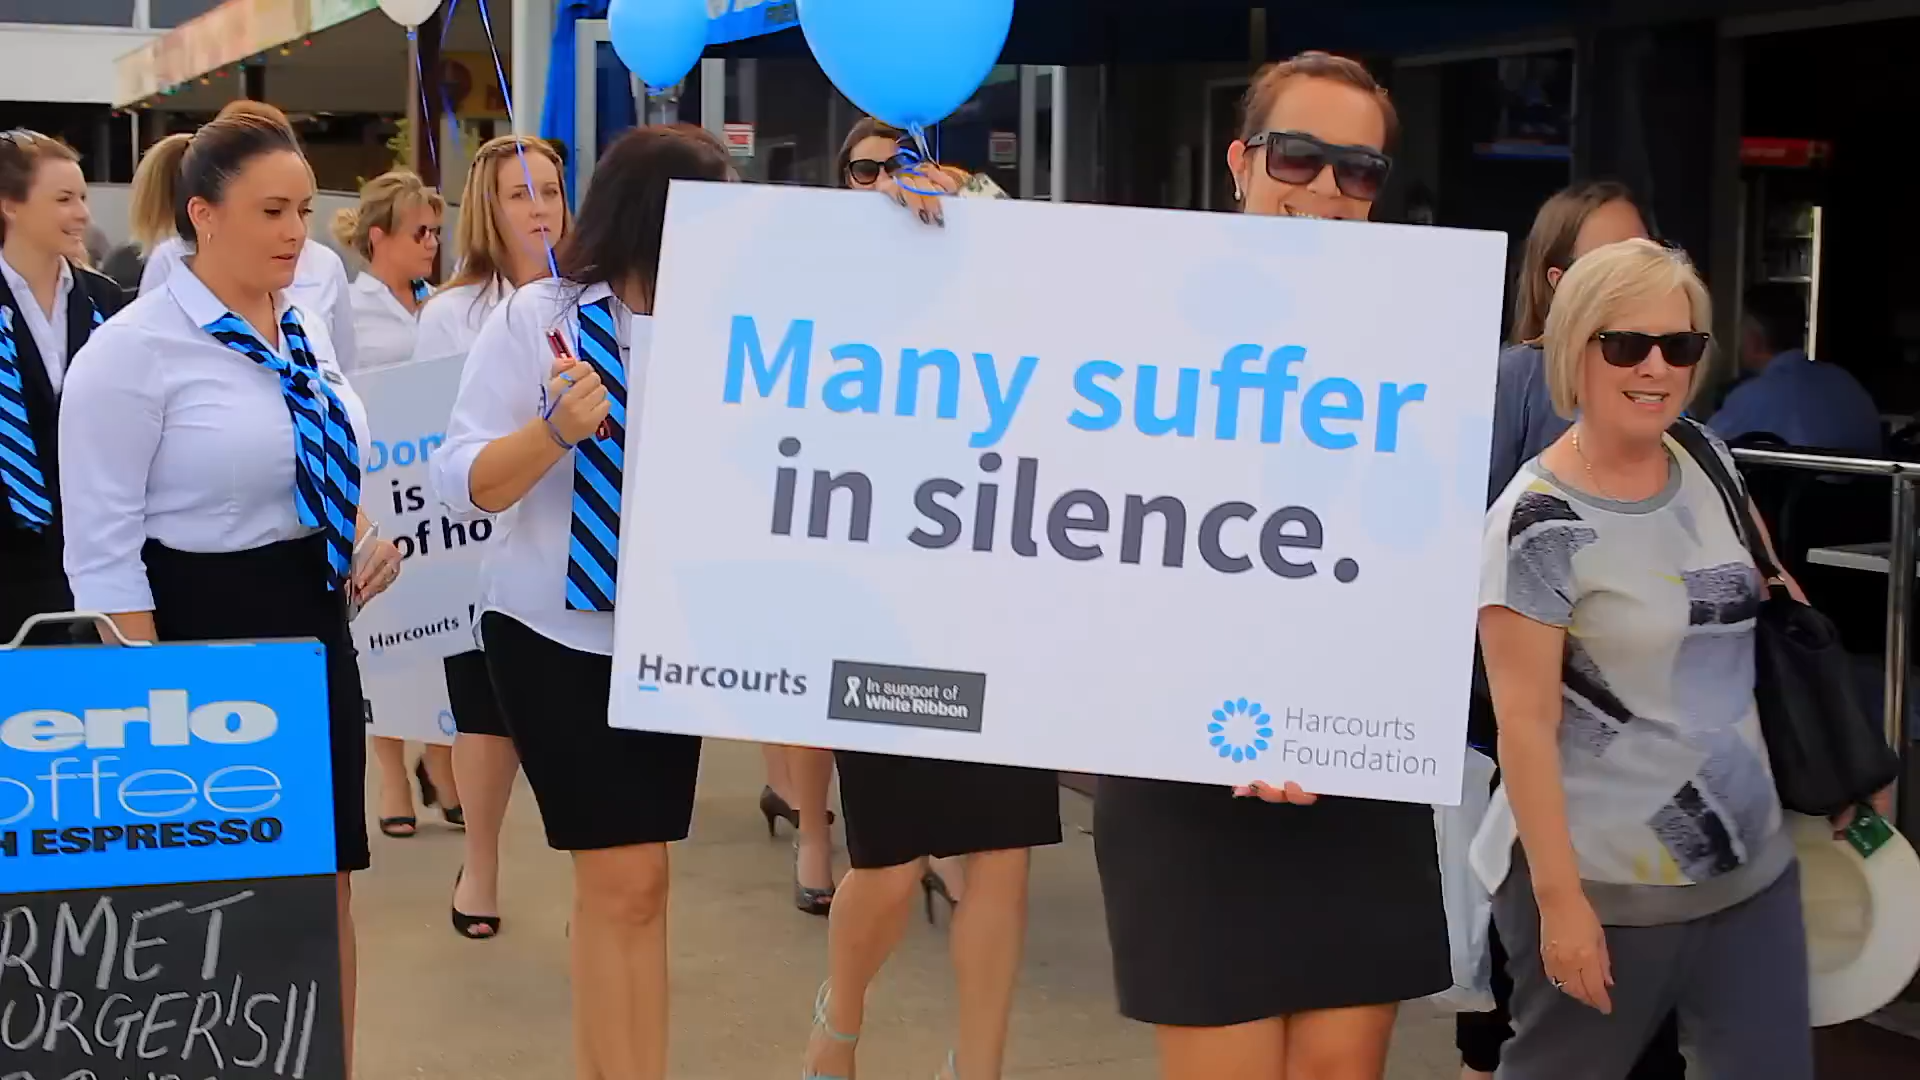 Many suffer
in silence.
Harcourts
In support of
White Ribbon
Harcourts
Foundation
is
of ho
Harcourts
erlo
offee
H ESPRESSO
RMET
URGER'S